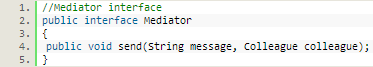 1. //Mediator interface
2. public interface Mediator
3. {
4. public void send(String message, Colleague colleague);
5. }